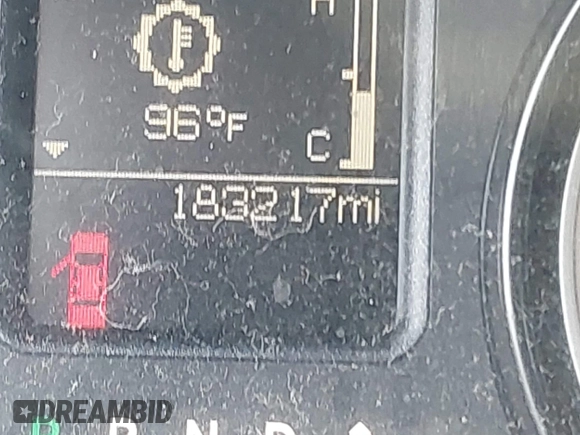 H
96°F
C
183217mi
P R N D
DREAMBID